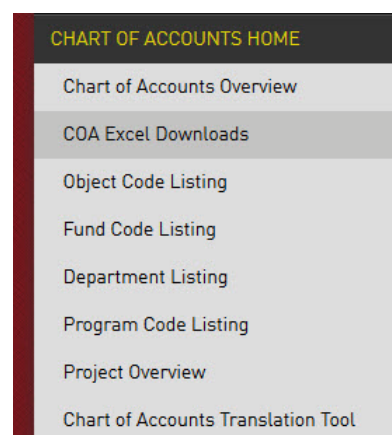 CHART OF ACCOUNTS HOME
Chart of Accounts Overview
COA Excel Downloads
Object Code Listing
Fund Code Listing
Department Listing
Program Code Listing
Project Overview
Chart of Accounts Translation Tool